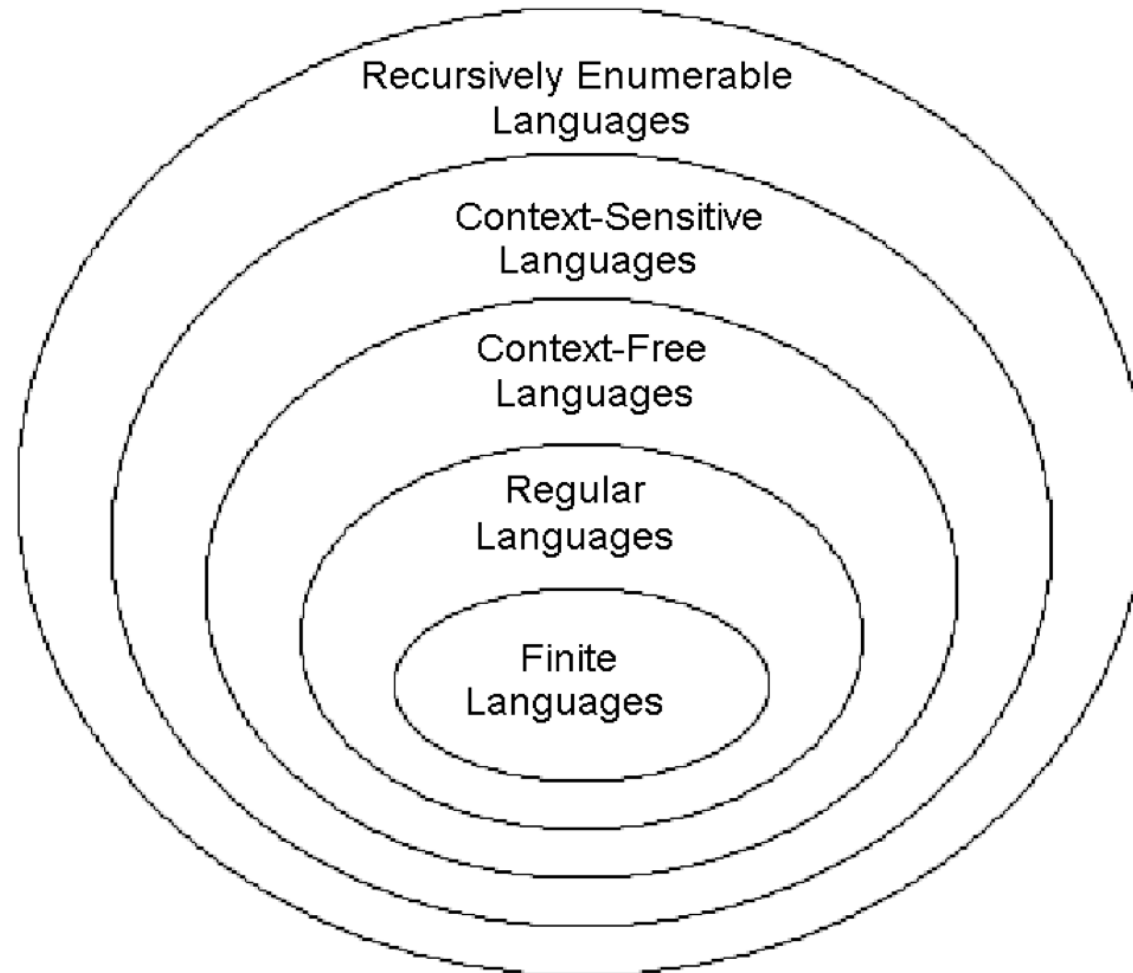 Recursively Enumerable
Languages
Context-Sensitive
Languages
Context-Free
Languages
Regular
Languages
Finite
Languages